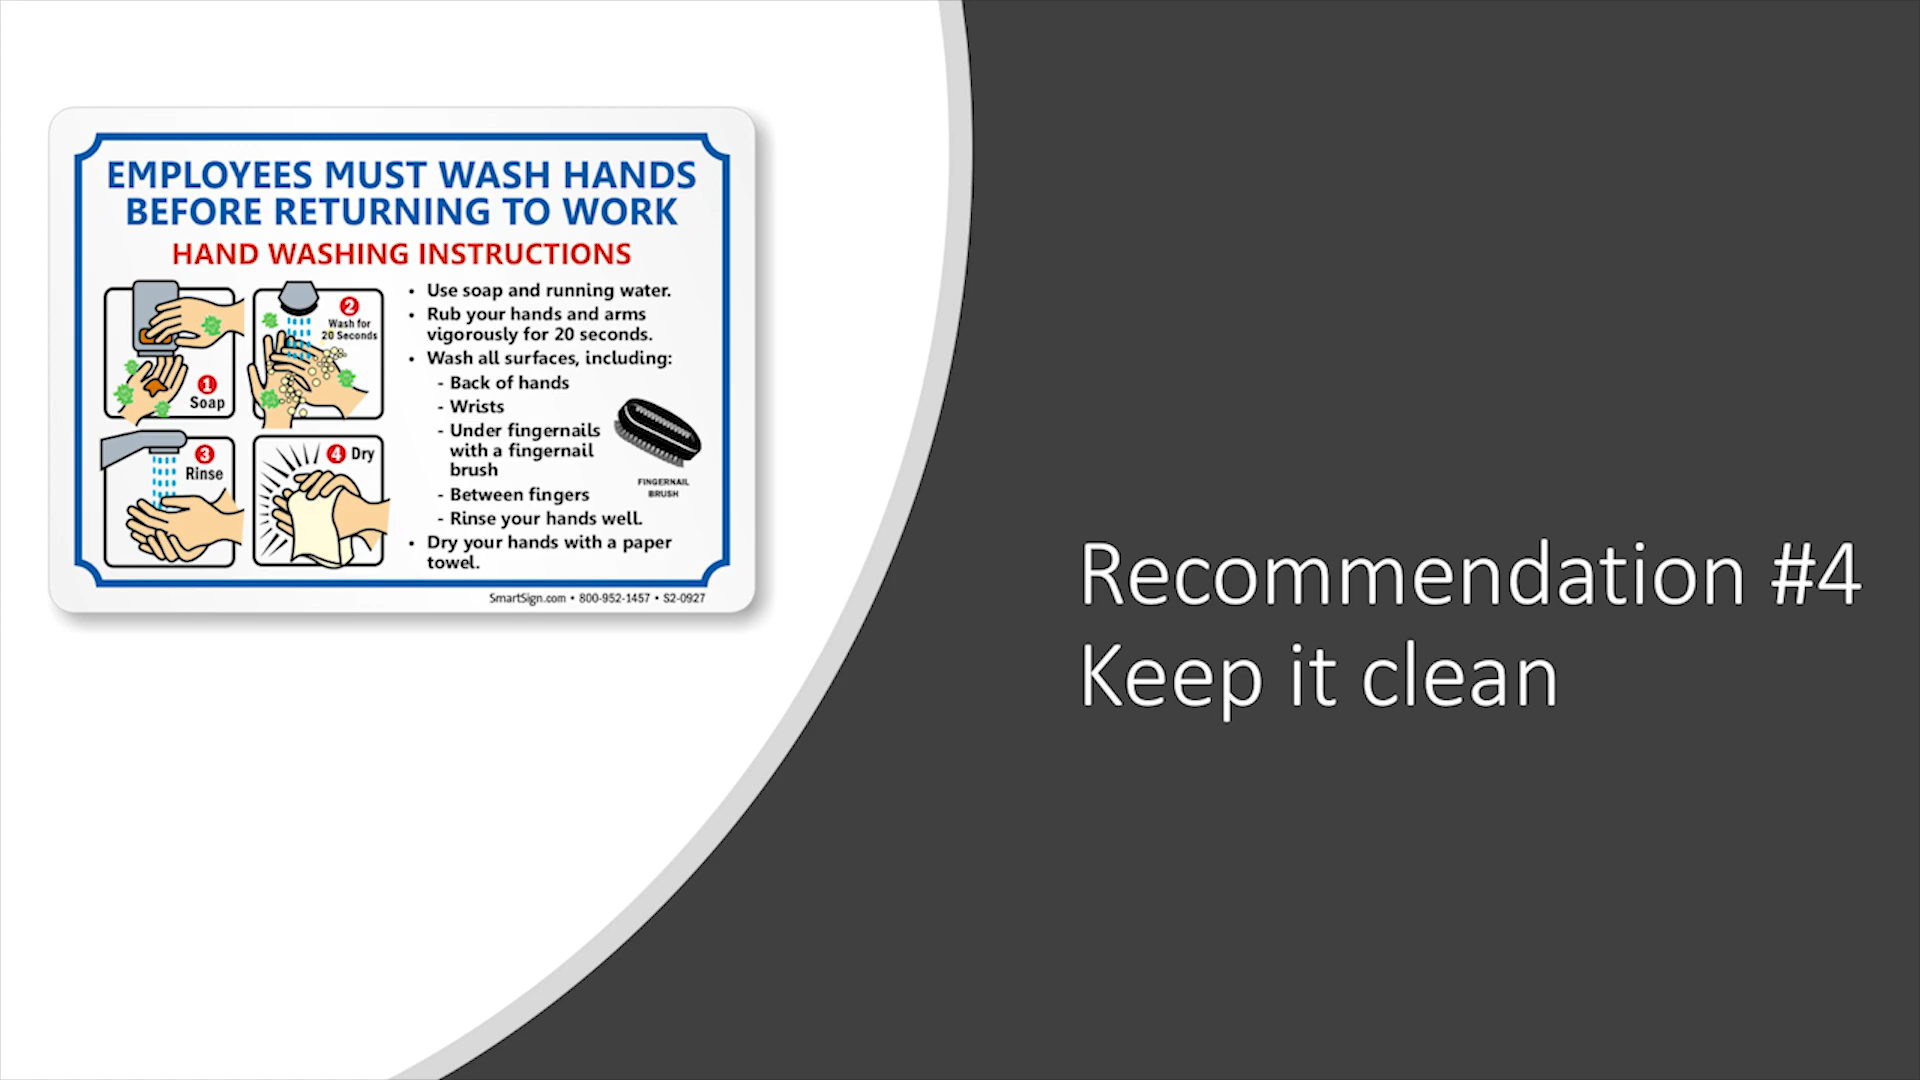 EMPLOYEES MUST WASH HANDS
BEFORE RETURNING TO WORK
HAND WASHING INSTRUCTIONS
1
Soap
2
Wash for
20 Seconds
3
Rinse
4 Dry
• Use soap and running water.
• Rub your hands and arms
vigorously for 20 seconds.
• Wash all surfaces, including:
- Back of hands
- Wrists
- Under fingernails
with a fingernail
brush
- Between fingers
- Rinse your hands well.
• Dry your hands with a paper
towel.
FINGERNAIL
BRUSH
SmartSign.com • 800-952-1457 • S2-0927
Recommendation #4
Keep it clean